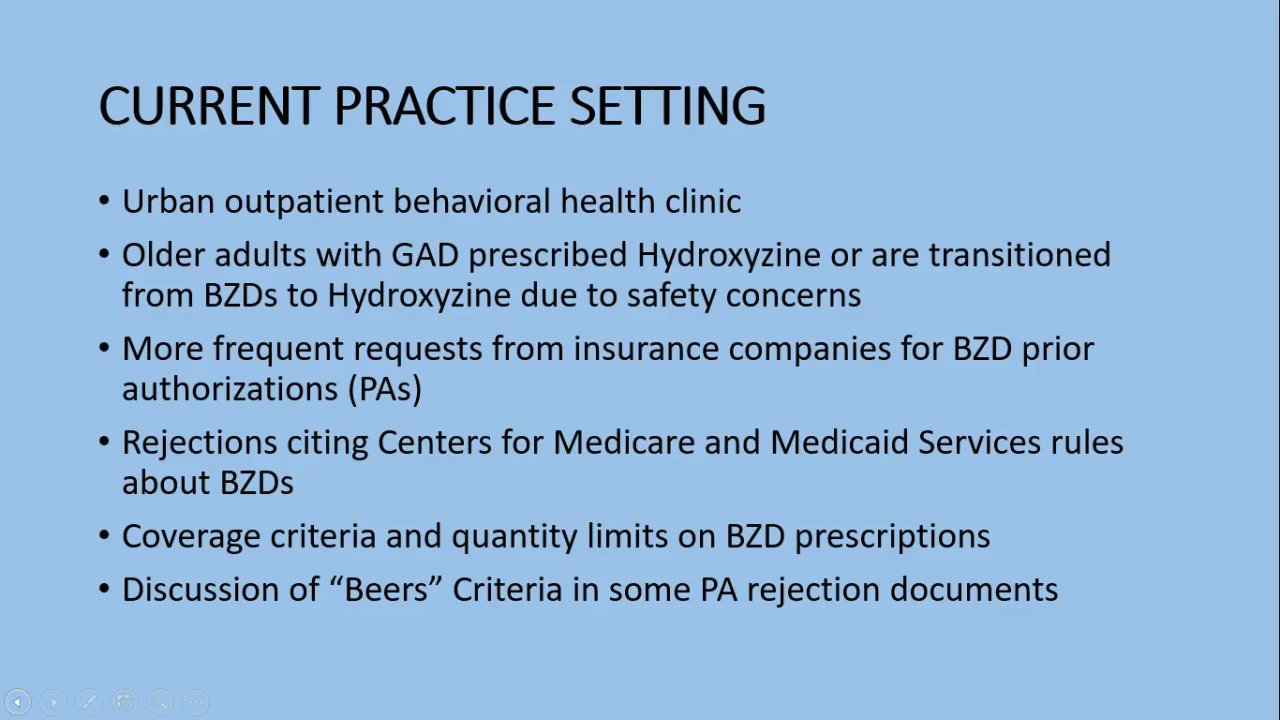 CURRENT PRACTICE SETTING
• Urban outpatient behavioral health clinic
• Older adults with GAD prescribed Hydroxyzine or are transitioned
from BZDs to Hydroxyzine due to safety concerns
• More frequent requests from insurance companies for BZD prior
authorizations (PAs)
• Rejections citing Centers for Medicare and Medicaid Services rules
about BZDs
• Coverage criteria and quantity limits on BZD prescriptions
• Discussion of “Beers” Criteria in some PA rejection documents